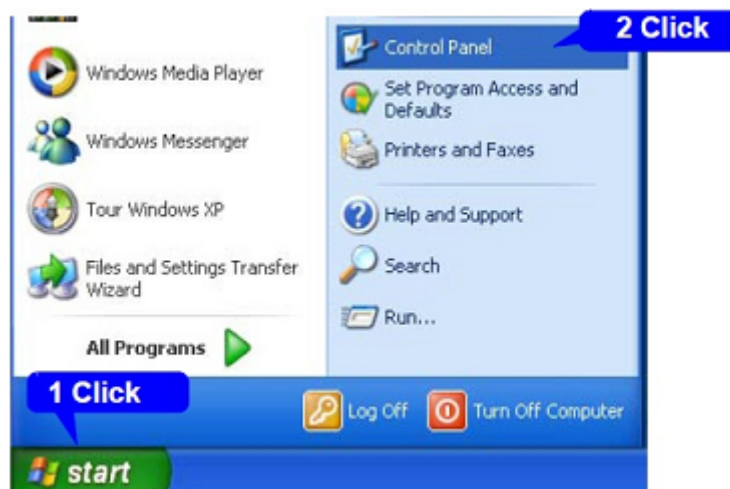 2 Click
Control Panel
Windows Media Player
Set Program Access and
Defaults
Windows Messenger
Printers and Faxes
Tour Windows XP
Help and Support
Files and Settings Transfer
Wizard
Search
Run...
All Programs
1 Click
Log Off
Turn Off Computer
start